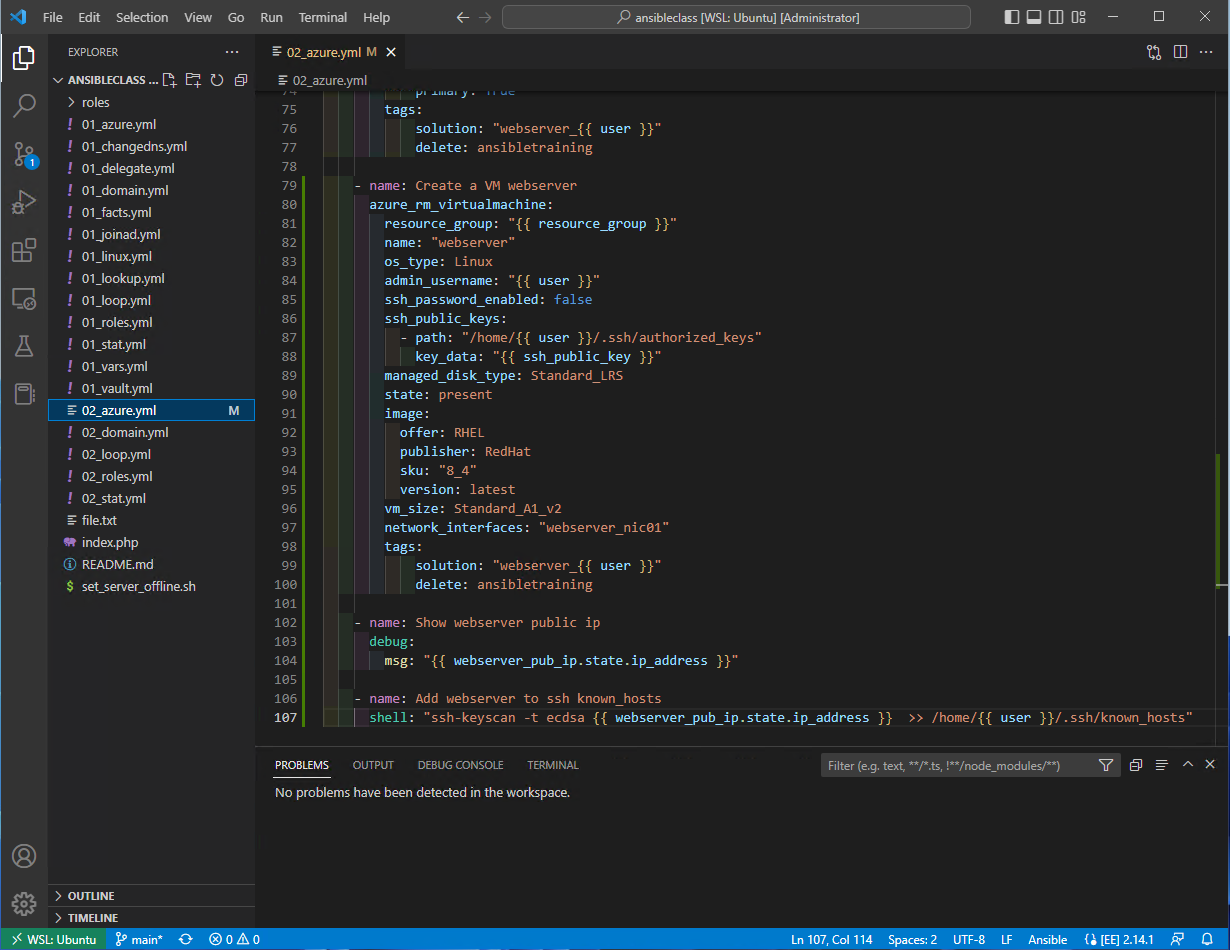 File Edit Selection View Go Run Terminal Help
ansibleclass [WSL: Ubuntu] [Administrator]
EXPLORER
ANSIBLECLASS ...
roles
01_azure.yml
01_changedns.yml
01_delegate.yml
01_domain.yml
01_facts.yml
01_joinad.yml
01_linux.yml
01_lookup.yml
01_loop.yml
01_roles.yml
01_stat.yml
01_vars.yml
01_vault.yml
02_azure.yml M
02_domain.yml
02_loop.yml
02_roles.yml
02_stat.yml
file.txt
index.php
README.md
set_server_offline.sh
OUTLINE
TIMELINE
1
02_azure.yml M
02_azure.yml
74 primary: True
75 tags:
76 solution: "webserver_{{ user }}"
77 delete: ansibletraining
78
79 - name: Create a VM webserver
80 azure_rm_virtualmachine:
81 resource_group: "{{ resource_group }}"
82 name: "webserver"
83 os_type: Linux
84 admin_username: "{{ user }}"
85 ssh_password_enabled: false
86 ssh_public_keys:
87 - path: "/home/{{ user }}/.ssh/authorized_keys"
88 key_data: "{{ ssh_public_key }}"
89 managed_disk_type: Standard_LRS
90 state: present
91 image:
92 offer: RHEL
93 publisher: RedHat
94 sku: "8_4"
95 version: latest
96 vm_size: Standard_A1_v2
97 network_interfaces: "webserver_nic01"
98 tags:
99 solution: "webserver_{{ user }}"
100 delete: ansibletraining
101
102 - name: Show webserver public ip
103 debug:
104 msg: "{{ webserver_pub_ip.state.ip_address }}"
105
106 - name: Add webserver to ssh known_hosts
107 shell: "ssh-keyscan -t ecdsa {{ webserver_pub_ip.state.ip_address }}  >> /home/{{ user }}/.ssh/known_hosts"
PROBLEMS OUTPUT DEBUG CONSOLE TERMINAL
Filter (e.g. text, **/*.ts, !**/node_modules/**)
No problems have been detected in the workspace.
WSL: Ubuntu main* 0 0 Ln 107, Col 114 Spaces: 2 UTF-8 LF Ansible [EE] 2.14.1